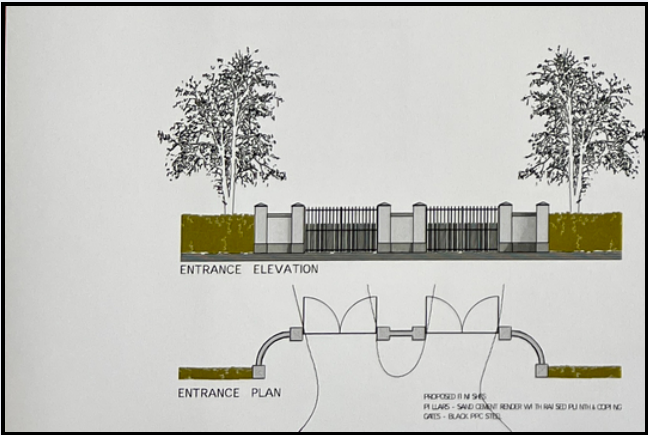 ENTRANCE ELEVATION
ENTRANCE PLAN
PROPOSED FINISHES
PILLARS - SAND CEMENT RENDER WITH RAISED PLINTH & COPING
GATES - BLACK PPC STEEL